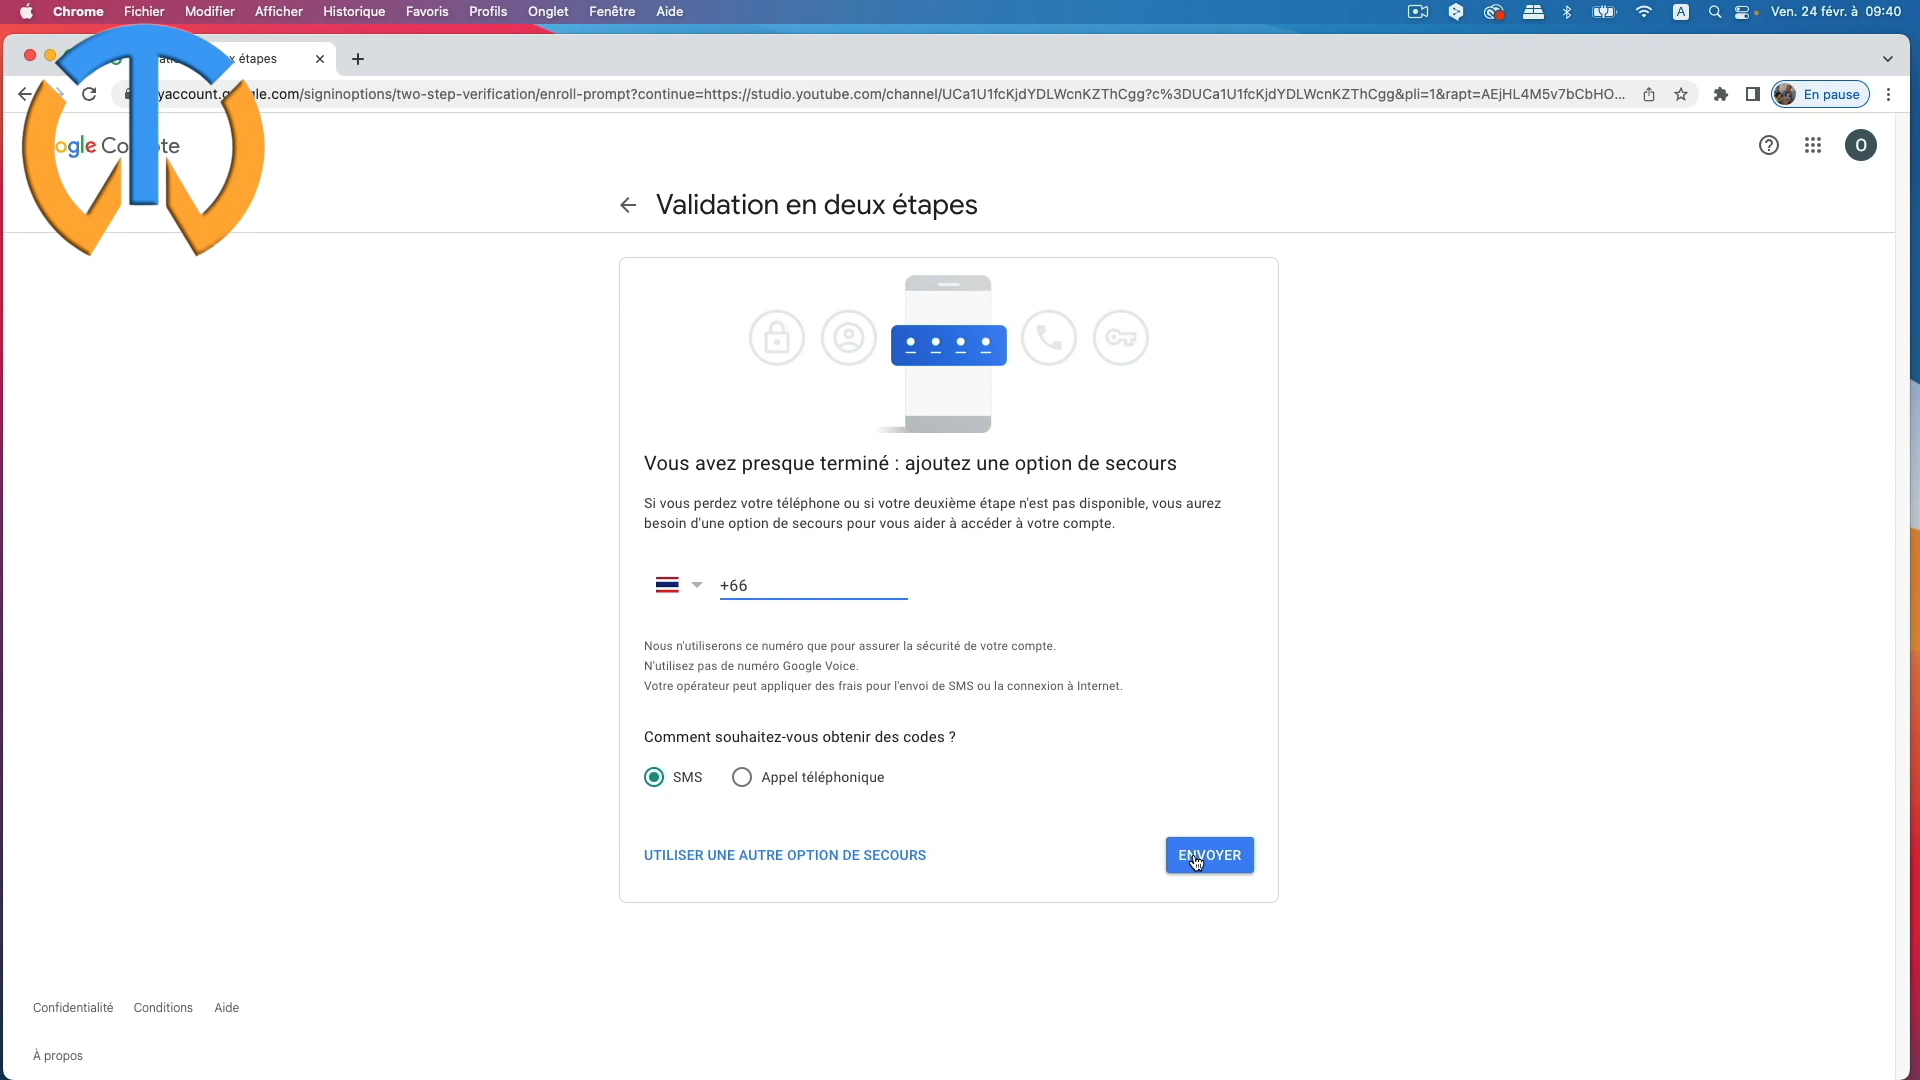 Chrome Fichier Modifier Afficher Historique Favoris Profils Onglet Fenêtre Aide A Ven. 24 févr. à 09:40
étapes
/signinoptions/two-step-verification/enroll-prompt?continue=https://studio.youtube.com/channel/UCa1U1fcKjdYDLWcnKZThCgg?c%3DUCa1U1fcKjdYDLWcnKZThCgg&pli=1&rapt=AEjHL4M5v7bCbHO... En pause
O
Validation en deux étapes
Vous avez presque terminé : ajoutez une option de secours
Si vous perdez votre téléphone ou si votre deuxième étape n'est pas disponible, vous aurez
besoin d'une option de secours pour vous aider à accéder à votre compte.
+66
Nous n'utiliserons ce numéro que pour assurer la sécurité de votre compte.
N'utilisez pas de numéro Google Voice.
Votre opérateur peut appliquer des frais pour l'envoi de SMS ou la connexion à Internet.
Comment souhaitez-vous obtenir des codes ?
SMS Appel téléphonique
UTILISER UNE AUTRE OPTION DE SECOURS ENVOYER
Confidentialité Conditions Aide
À propos